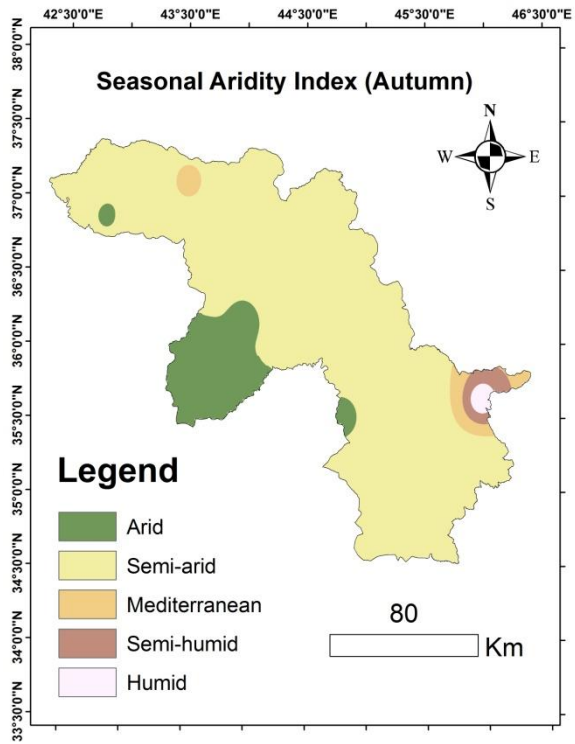 42°30'0"E 43°30'0"E 44°30'0"E 45°30'0"E 46°30'0"E
38°0'0"N
37°30'0"N
37°0'0"N
36°30'0"N
36°0'0"N
35°30'0"N
35°0'0"N
34°30'0"N
34°0'0"N
33°30'0"N
Seasonal Aridity Index (Autumn)
N
W E
S
Legend
Arid
Semi-arid
Mediterranean
Semi-humid
Humid
80
Km